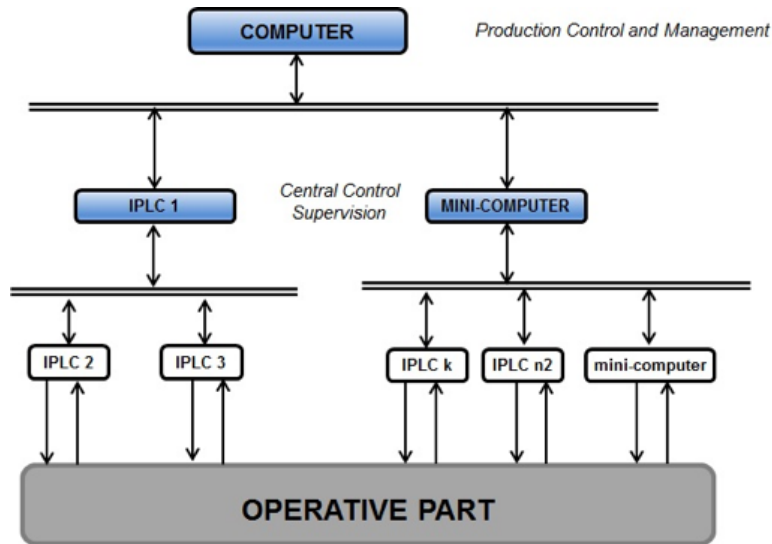 COMPUTER
Production Control and Management
IPLC 1
Central Control
Supervision
MINI-COMPUTER
IPLC 2
IPLC 3
IPLC k
IPLC n2
mini-computer
OPERATIVE PART